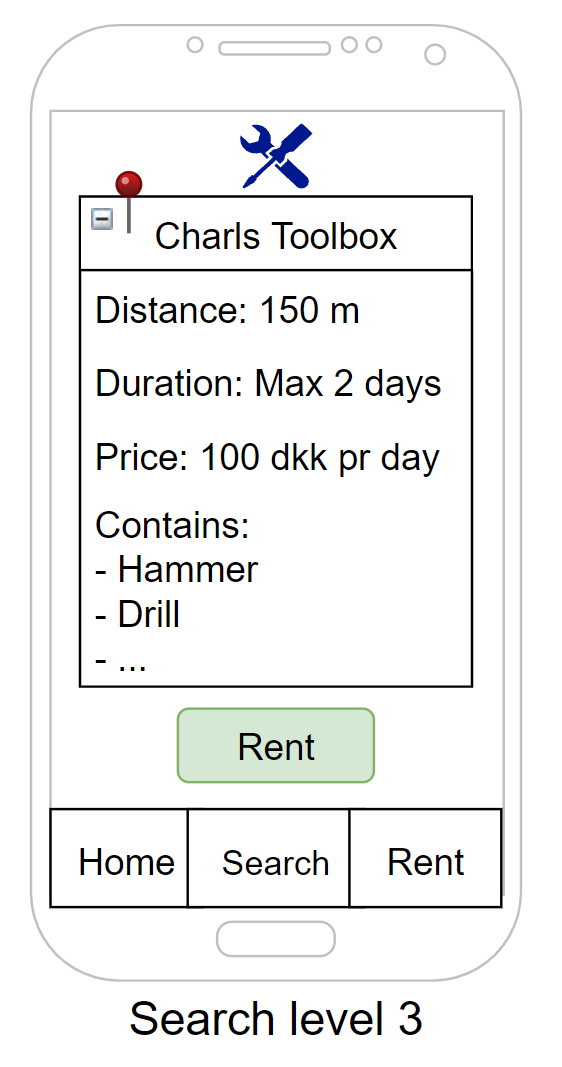 Charls Toolbox
Distance: 150 m
Duration: Max 2 days
Price: 100 dkk pr day
Contains:
- Hammer
- Drill
- ...
Rent
Home Search Rent
Search level 3